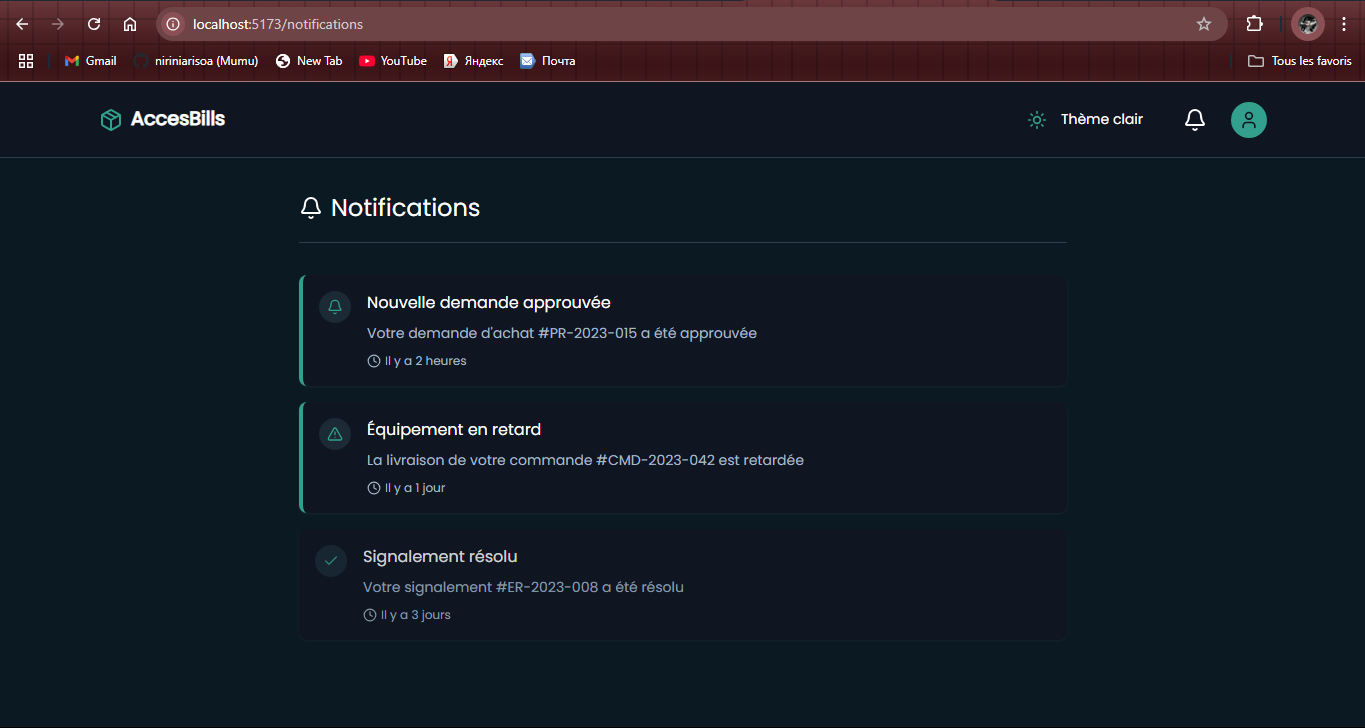 localhost:5173/notifications
Gmail
niriniarisoa (Mumu)
New Tab
YouTube
Яндекс
Почта
Tous les favoris
AccesBills
Thème clair
Notifications
Nouvelle demande approuvée
Votre demande d'achat #PR-2023-015 a été approuvée
Il y a 2 heures
Équipement en retard
La livraison de votre commande #CMD-2023-042 est retardée
Il y a 1 jour
Signalement résolu
Votre signalement #ER-2023-008 a été résolu
Il y a 3 jours